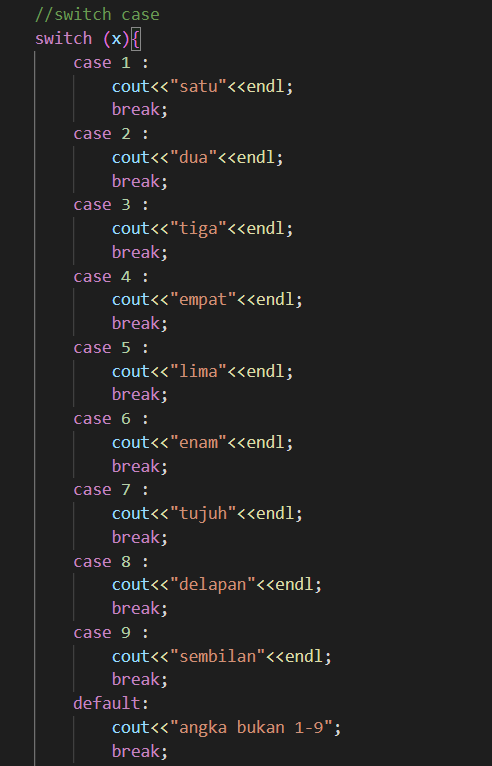 //switch case
switch (x){
    case 1 :
        cout<<"satu"<<endl;
        break;
    case 2 :
        cout<<"dua"<<endl;
        break;
    case 3 :
        cout<<"tiga"<<endl;
        break;
    case 4 :
        cout<<"empat"<<endl;
        break;
    case 5 :
        cout<<"lima"<<endl;
        break;
    case 6 :
        cout<<"enam"<<endl;
        break;
    case 7 :
        cout<<"tujuh"<<endl;
        break;
    case 8 :
        cout<<"delapan"<<endl;
        break;
    case 9 :
        cout<<"sembilan"<<endl;
        break;
    default:
        cout<<"angka bukan 1-9";
        break;